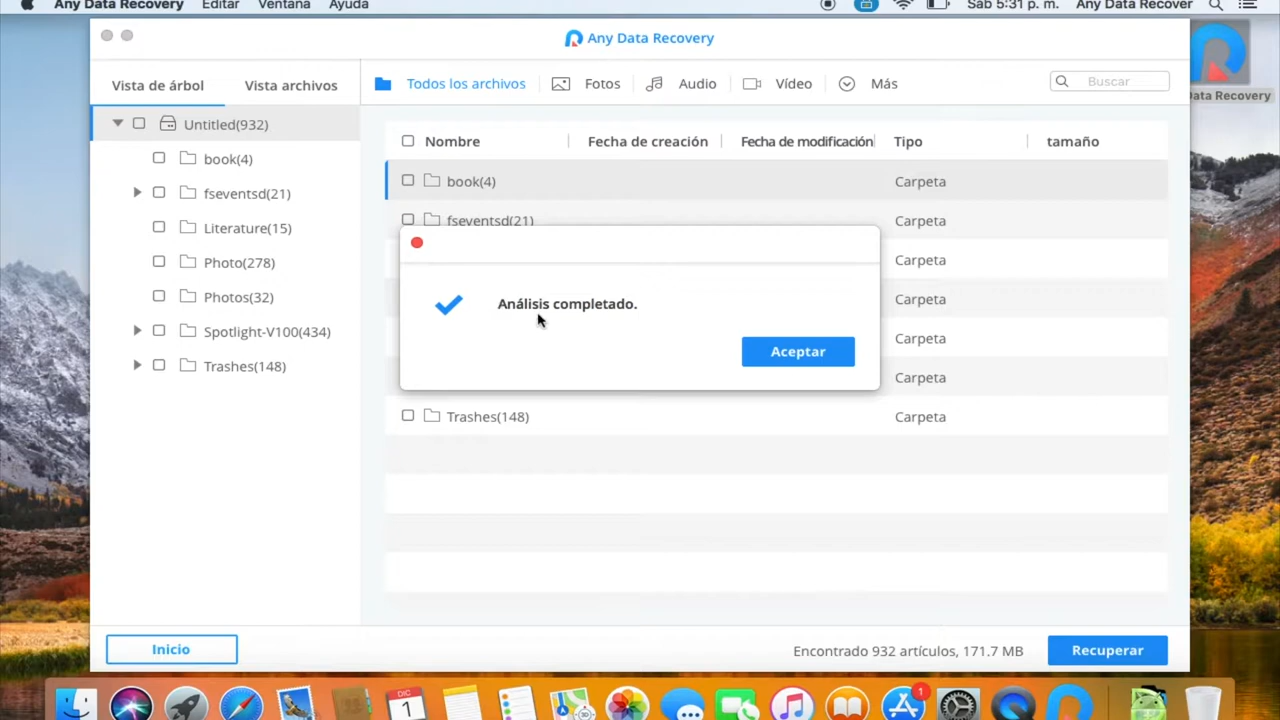 Any Data Recovery Editar Ventana Ayuda Sáb 5:31 p. m. Any Data Recover
Any Data Recovery
Data Recovery
Vista de árbol Vista archivos
Todos los archivos Fotos Audio Vídeo Más Buscar
Untitled(932)
book(4)
fseventsd(21)
Literature(15)
Photo(278)
Photos(32)
Spotlight-V100(434)
Trashes(148)
Nombre Fecha de creación Fecha de modificación Tipo tamaño
book(4) Carpeta
fseventsd(21) Carpeta
Carpeta
Carpeta
Carpeta
Carpeta
Trashes(148) Carpeta
Análisis completado.
Aceptar
Inicio Encontrado 932 artículos, 171.7 MB Recuperar
DIC
1
1